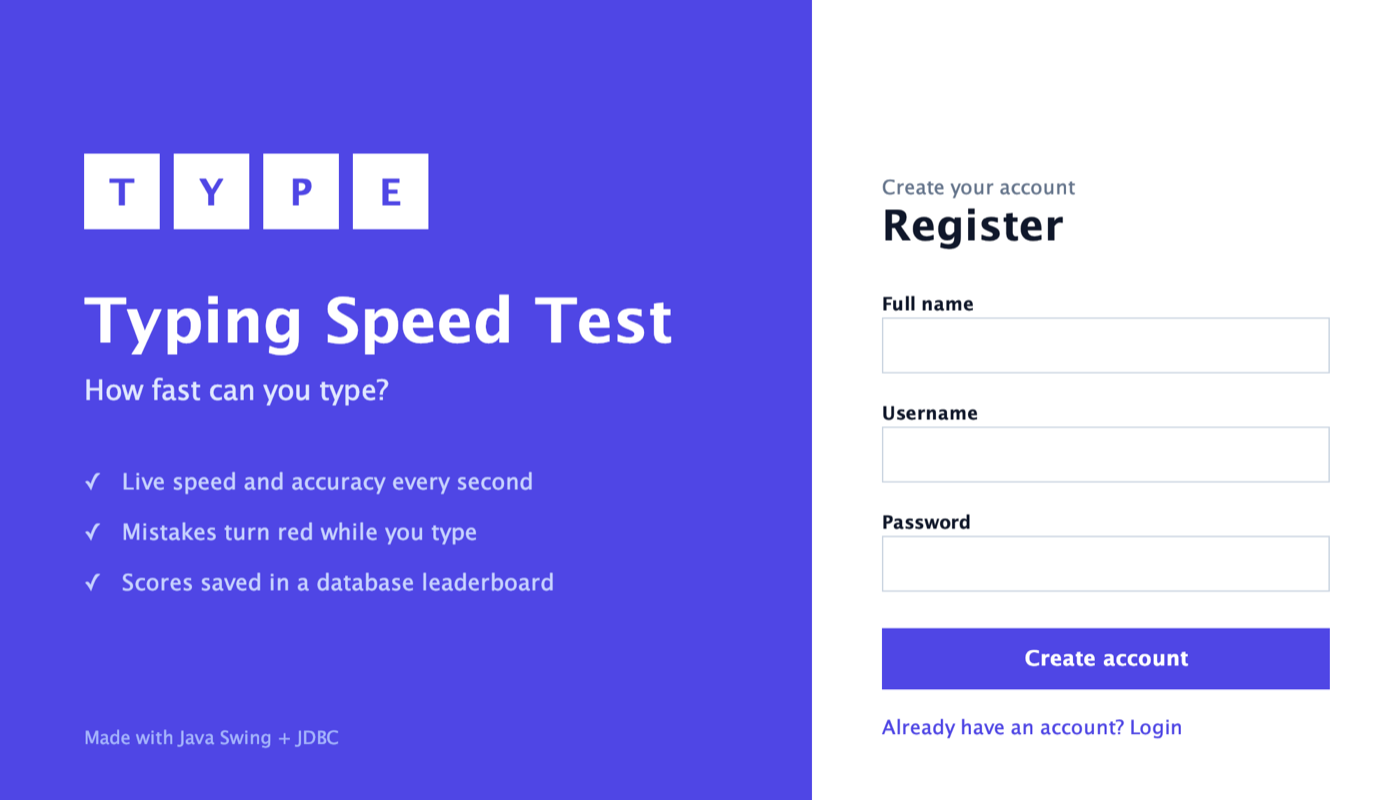 T Y P E
Typing Speed Test
How fast can you type?
✓ Live speed and accuracy every second
✓ Mistakes turn red while you type
✓ Scores saved in a database leaderboard
Made with Java Swing + JDBC
Create your account
Register
Full name
Username
Password
Create account
Already have an account? Login